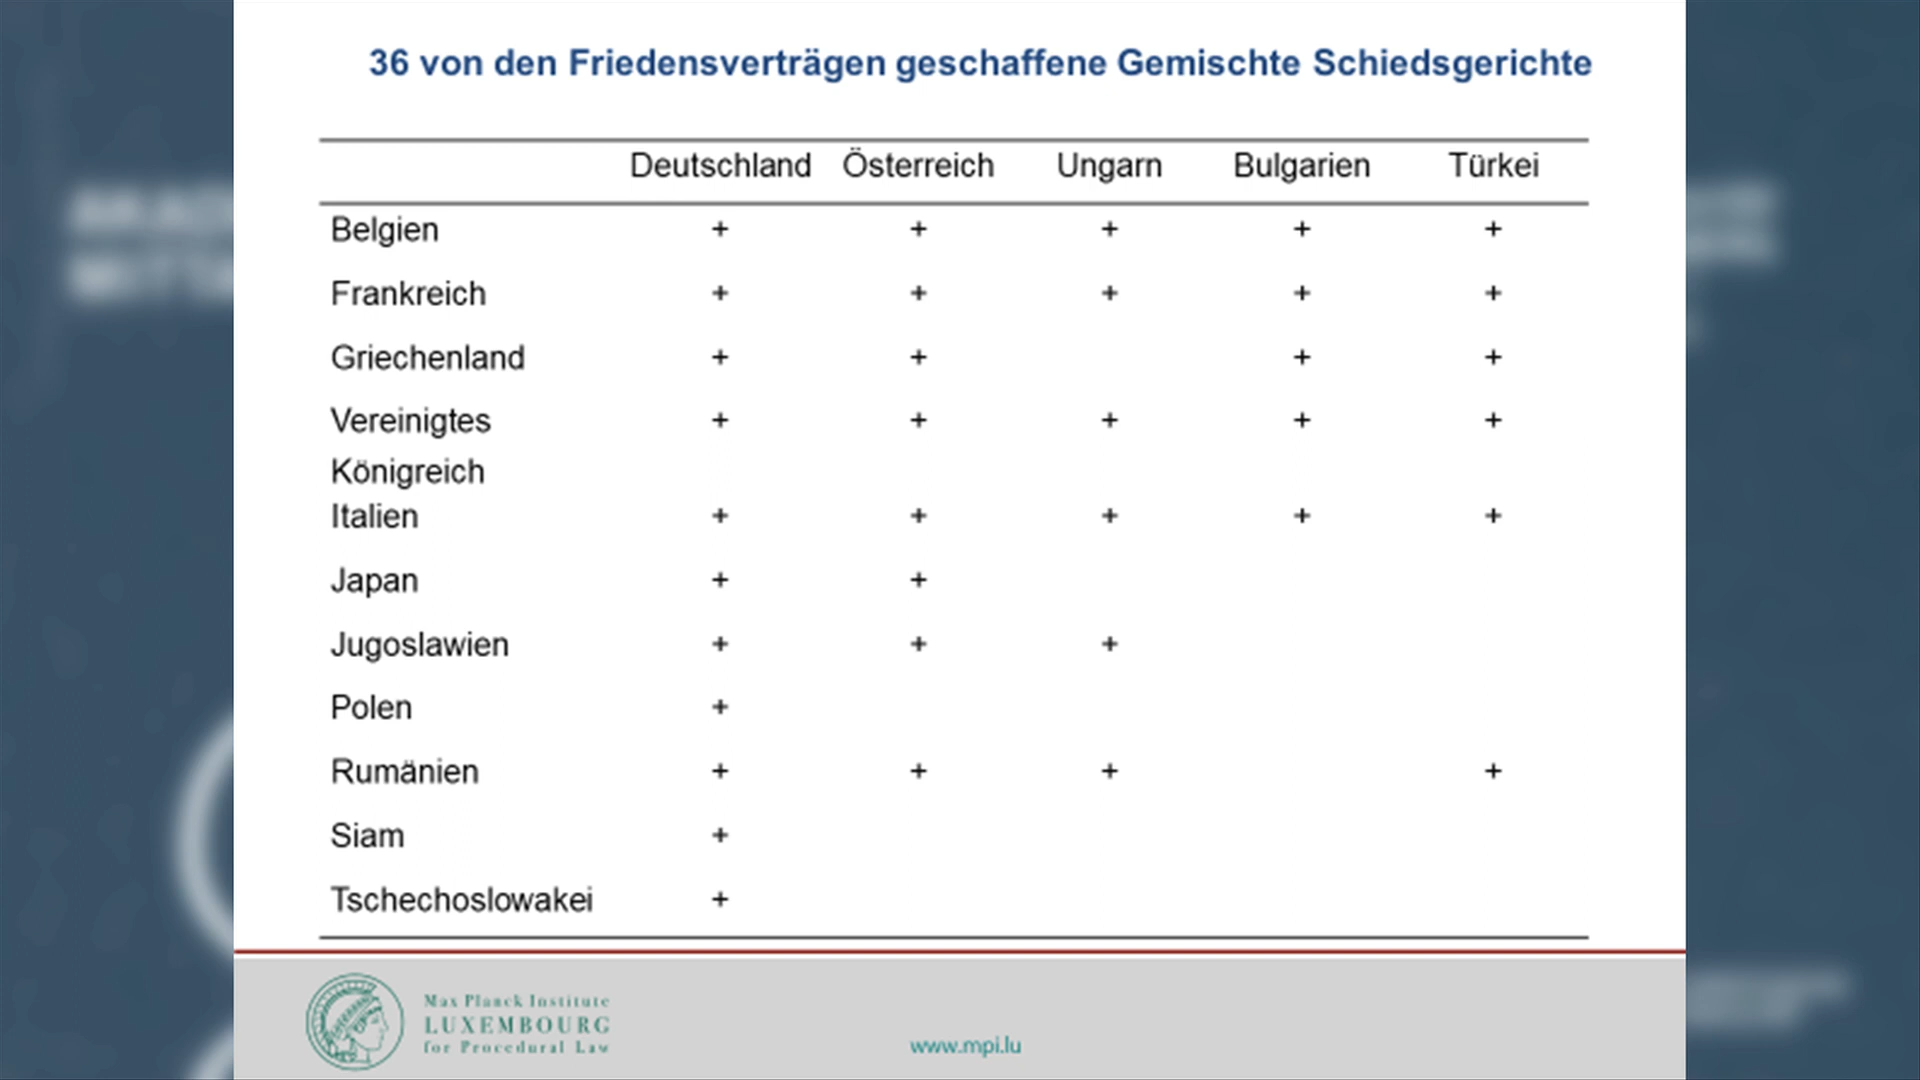 36 von den Friedensverträgen geschaffene Gemischte Schiedsgerichte
Deutschland Österreich Ungarn Bulgarien Türkei
Belgien + + + + +
Frankreich + + + + +
Griechenland + + + +
Vereinigtes + + + + +
Königreich
Italien + + + + +
Japan + +
Jugoslawien + + +
Polen +
Rumänien + + + +
Siam +
Tschechoslowakei +
Max Planck Institute
LUXEMBOURG
for Procedural Law
www.mpi.lu